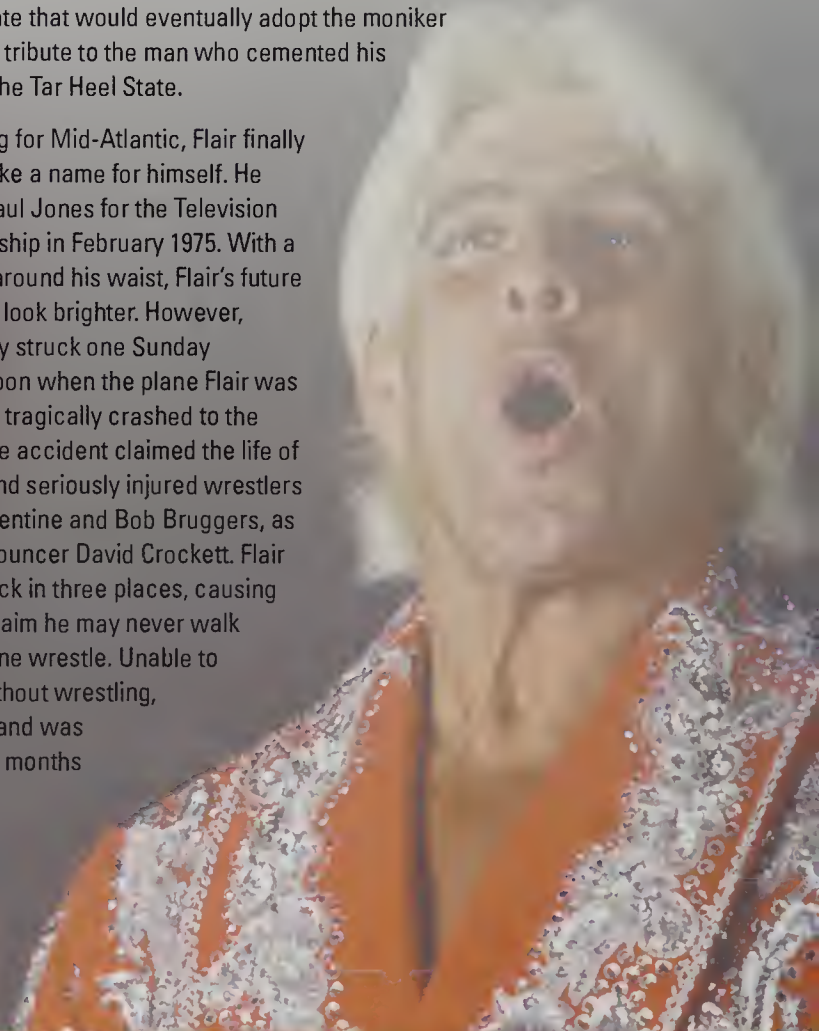 te that would eventually adopt the moniker
tribute to the man who cemented his
he Tar Heel State.
g for Mid-Atlantic, Flair finally
ke a name for himself. He
aul Jones for the Television
ship in February 1975. With a
around his waist, Flair's future
look brighter. However,
y struck one Sunday
oon when the plane Flair was
tragically crashed to the
e accident claimed the life of
nd seriously injured wrestlers
entine and Bob Bruggers, as
ouncer David Crockett. Flair
ck in three places, causing
aim he may never walk
ne wrestle. Unable to
thout wrestling,
and was
months